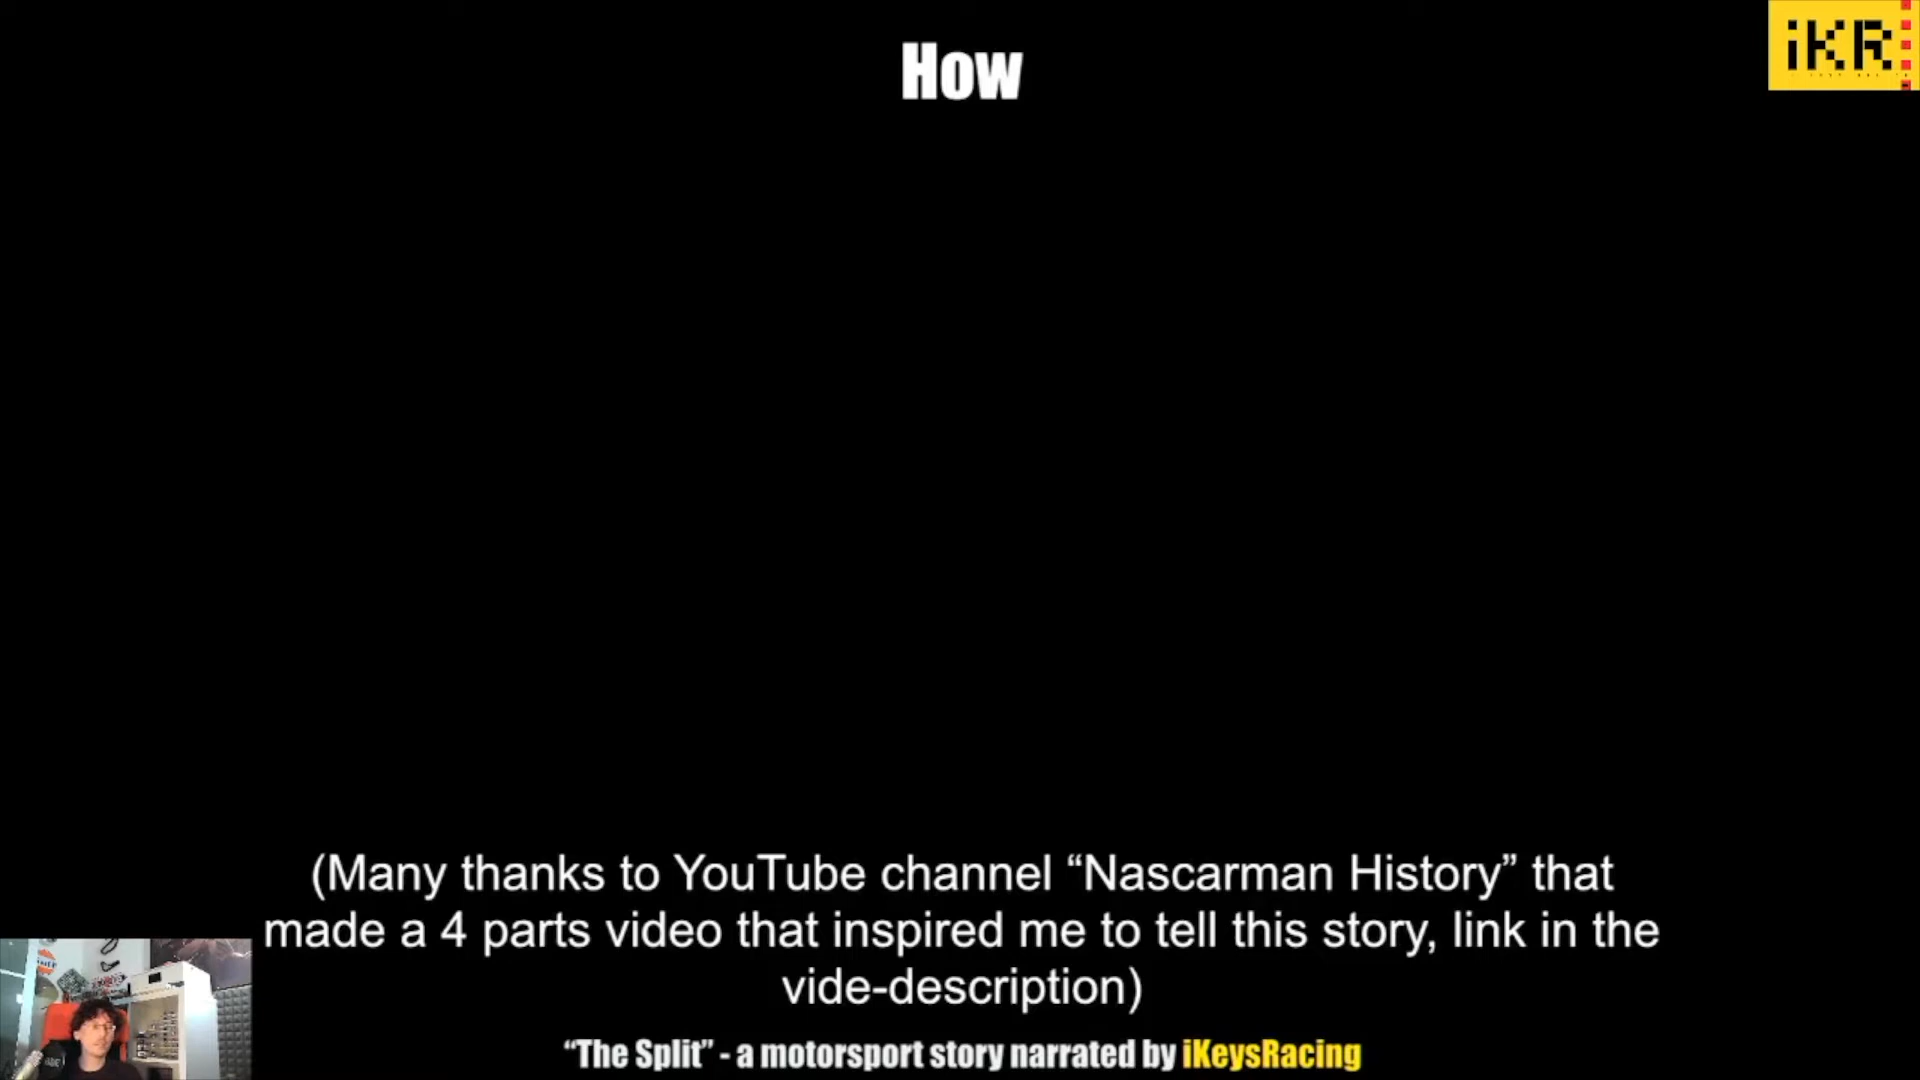 How
iKR
(Many thanks to YouTube channel “Nascarman History” that
made a 4 parts video that inspired me to tell this story, link in the
vide-description)
“The Split” - a motorsport story narrated by iKeysRacing